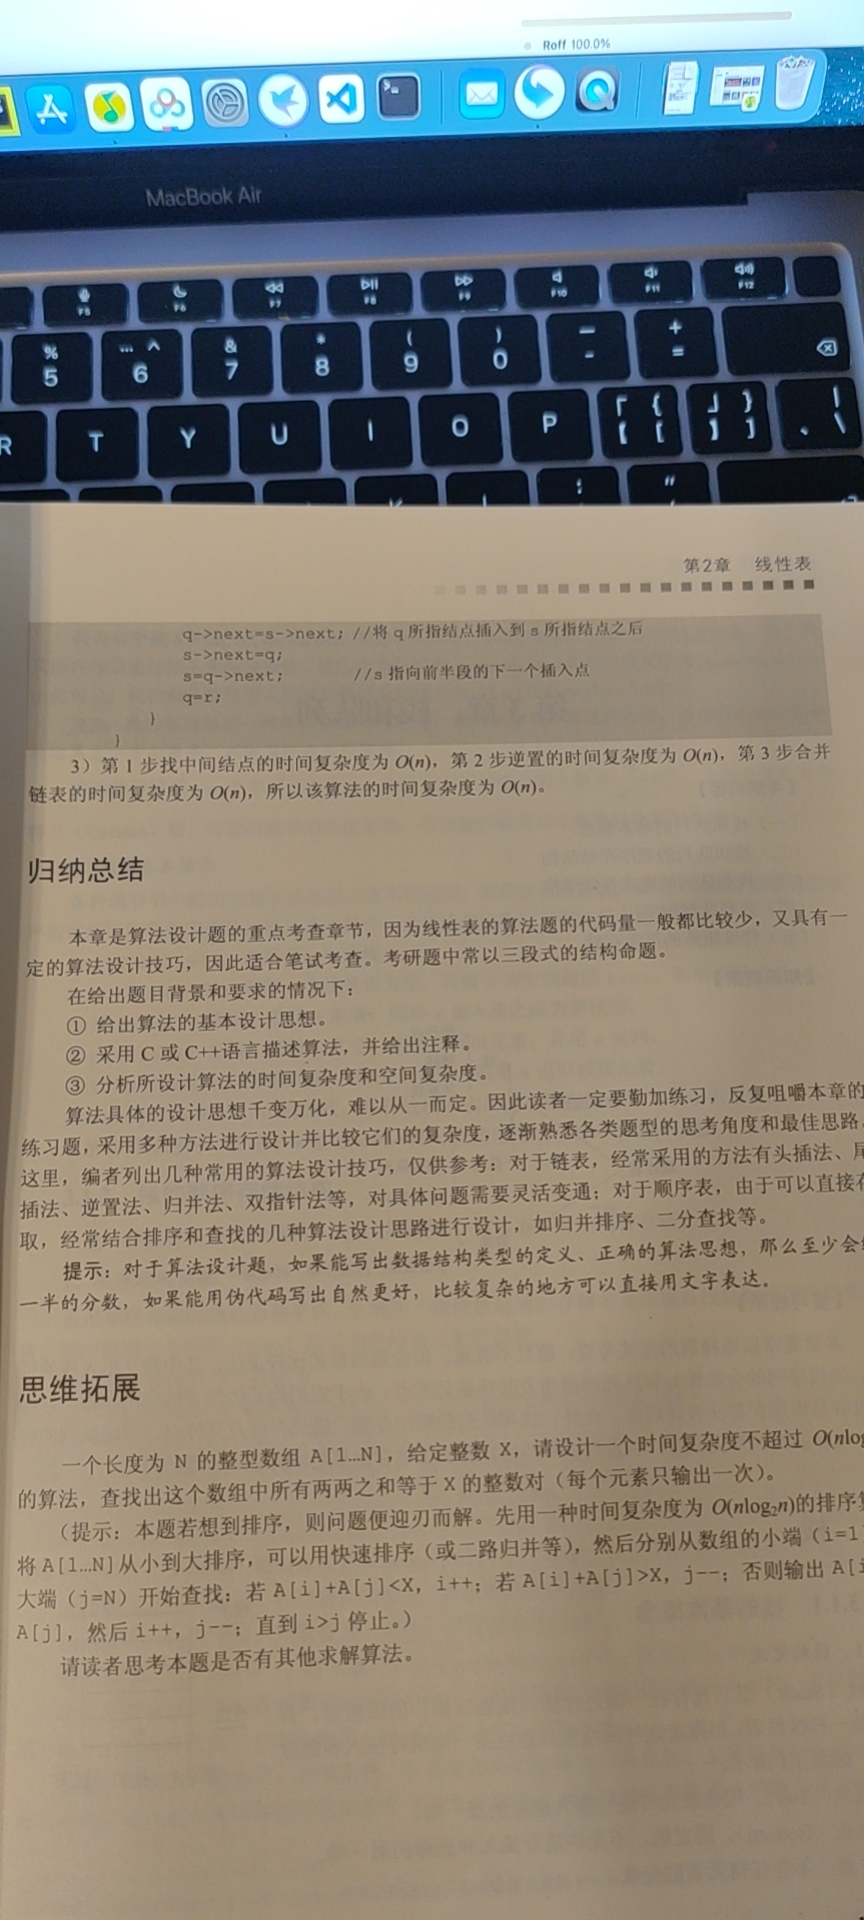 Roff 100.0%
MacBook Air
F5 F6 F7 F8 F9 F10 F11 F12
% 5 … ^ 6 & 7 * 8 ( 9 ) 0 — - + =
R T Y U I O P 「 { 【 [ 」 } 】 ] | 、 \
第2章 线性表
q->next=s->next; //将 q 所指结点插入到 s 所指结点之后
s->next=q;
s=q->next; //s 指向前半段的下一个插入点
q=r;
}
}
3）第 1 步找中间结点的时间复杂度为 O(n)，第 2 步逆置的时间复杂度为 O(n)，第 3 步合并
链表的时间复杂度为 O(n)，所以该算法的时间复杂度为 O(n)。
归纳总结
本章是算法设计题的重点考查章节，因为线性表的算法题的代码量一般都比较少，又具有一
定的算法设计技巧，因此适合笔试考查。考研题中常以三段式的结构命题。
在给出题目背景和要求的情况下：
① 给出算法的基本设计思想。
② 采用 C 或 C++语言描述算法，并给出注释。
③ 分析所设计算法的时间复杂度和空间复杂度。
算法具体的设计思想千变万化，难以从一而定。因此读者一定要勤加练习，反复咀嚼本章的
练习题，采用多种方法进行设计并比较它们的复杂度，逐渐熟悉各类题型的思考角度和最佳思路。
这里，编者列出几种常用的算法设计技巧，仅供参考：对于链表，经常采用的方法有头插法、尾
插法、逆置法、归并法、双指针法等，对具体问题需要灵活变通；对于顺序表，由于可以直接存
取，经常结合排序和查找的几种算法设计思路进行设计，如归并排序、二分查找等。
提示：对于算法设计题，如果能写出数据结构类型的定义、正确的算法思想，那么至少会
一半的分数，如果能用伪代码写出自然更好，比较复杂的地方可以直接用文字表达。
思维拓展
一个长度为 N 的整型数组 A[1…N]，给定整数 X，请设计一个时间复杂度不超过 O(nlog
的算法，查找出这个数组中所有两两之和等于 X 的整数对（每个元素只输出一次）。
（提示：本题若想到排序，则问题便迎刃而解。先用一种时间复杂度为 O(nlog₂n)的排序算
将 A[1…N]从小到大排序，可以用快速排序（或二路归并等），然后分别从数组的小端（i=1
大端（j=N）开始查找：若 A[i]+A[j]<X，i++；若 A[i]+A[j]>X，j--；否则输出 A[i
A[j]，然后 i++，j--；直到 i>j 停止。）
请读者思考本题是否有其他求解算法。